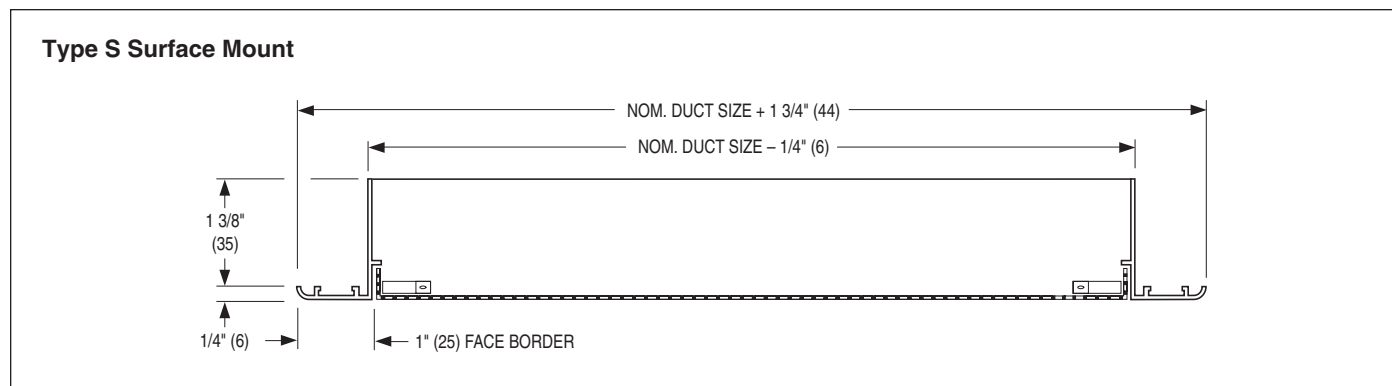 Type S Surface Mount
NOM. DUCT SIZE + 1 3/4" (44)
NOM. DUCT SIZE – 1/4" (6)
1 3/8"
(35)
1/4" (6)
1" (25) FACE BORDER